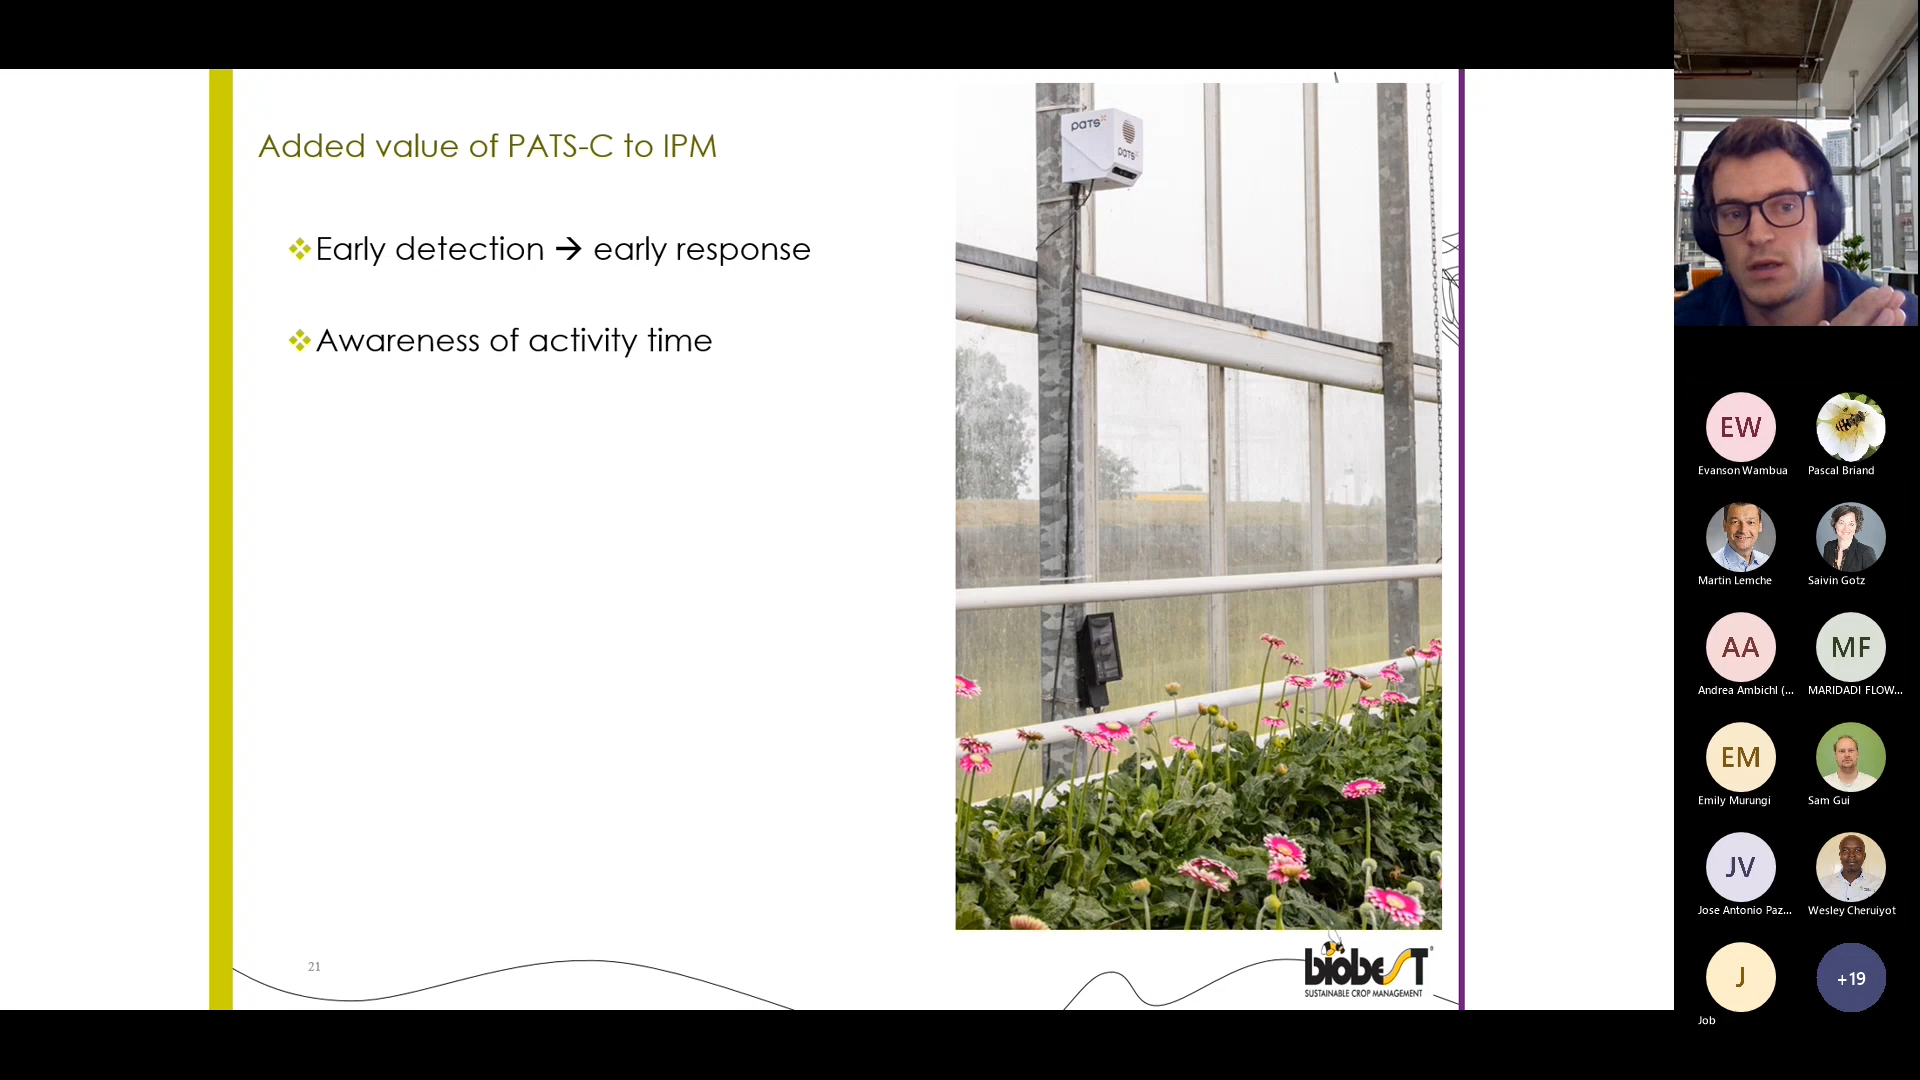 Added value of PATS-C to IPM
Early detection → early response
Awareness of activity time
pats
pats
21
biobest®
SUSTAINABLE CROP MANAGEMENT
EW
Evanson Wambua
Pascal Briand
Martin Lemche
Saivin Gotz
AA
Andrea Ambichl (...
MF
MARIDADI FLOW...
EM
Emily Murungi
Sam Gui
JV
Jose Antonio Paz...
Wesley Cheruiyot
J
Job
+19